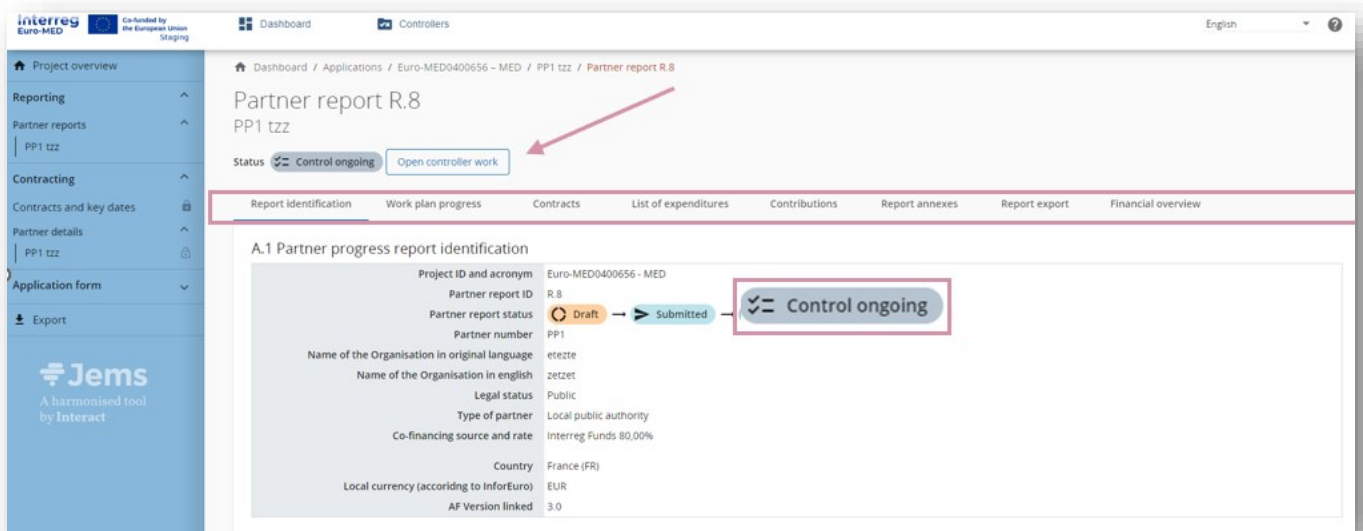 Interreg
Euro-MED
Co-funded by
the European Union
Staging
Dashboard
Controllers
English
Project overview
Reporting
Partner reports
PP1 tzz
Contracting
Contracts and key dates
Partner details
PP1 tzz
Application form
Export
Jems
A harmonised tool
by Interact
Dashboard / Applications / Euro-MED0400656 – MED / PP1 tzz / Partner report R.8
Partner report R.8
PP1 tzz
Status Control ongoing Open controller work
Report identification Work plan progress Contracts List of expenditures Contributions Report annexes Report export Financial overview
A.1 Partner progress report identification
Project ID and acronym Euro-MED0400656 - MED
Partner report ID R.8
Partner report status Draft → Submitted → Control ongoing
Partner number PP1
Name of the Organisation in original language etezte
Name of the Organisation in english zetzet
Legal status Public
Type of partner Local public authority
Co-financing source and rate Interreg Funds 80,00%
Country France (FR)
Local currency (accoridng to InforEuro) EUR
AF Version linked 3.0